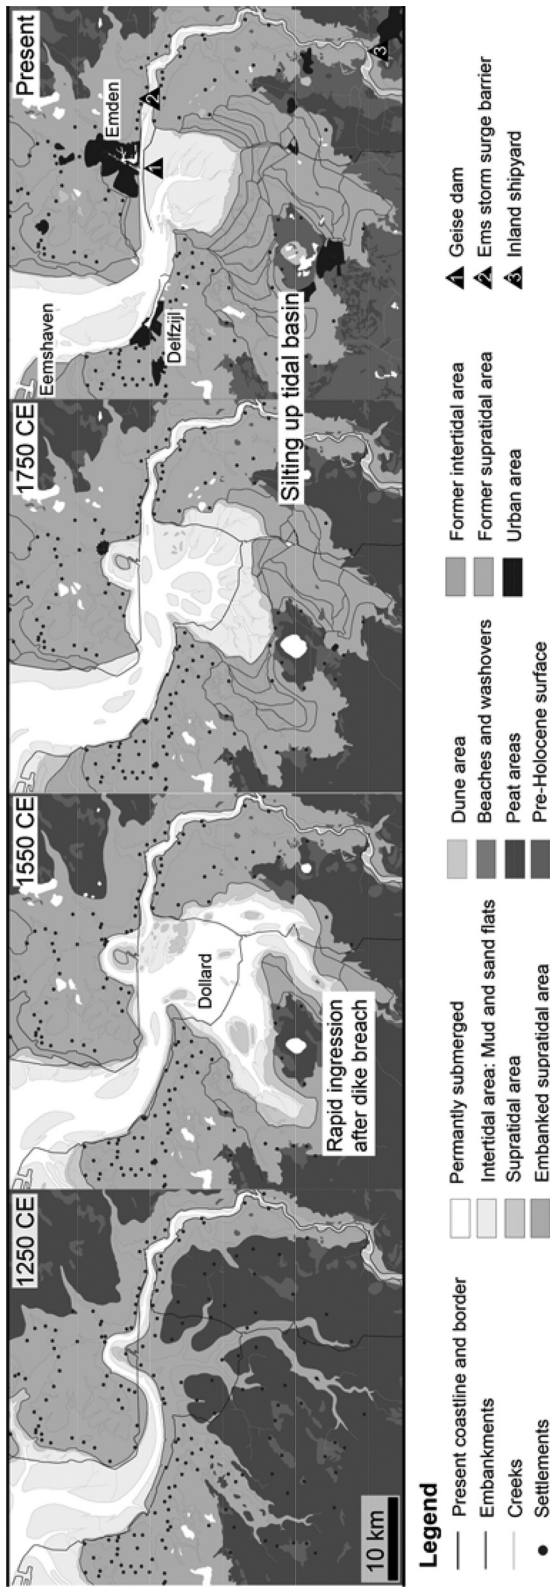 1250 CE
10 km
1550 CE
Dollard
Rapid ingression
after dike breach
1750 CE
Silting up tidal basin
Present
Eemshaven
Delfzijl
Emden
1
2
3
Legend
Present coastline and border
Embankments
Creeks
Settlements
Permantly submerged
Intertidal area: Mud and sand flats
Supratidal area
Embanked supratidal area
Dune area
Beaches and washovers
Peat areas
Pre-Holocene surface
Former intertidal area
Former supratidal area
Urban area
1 Geise dam
2 Ems storm surge barrier
3 Inland shipyard